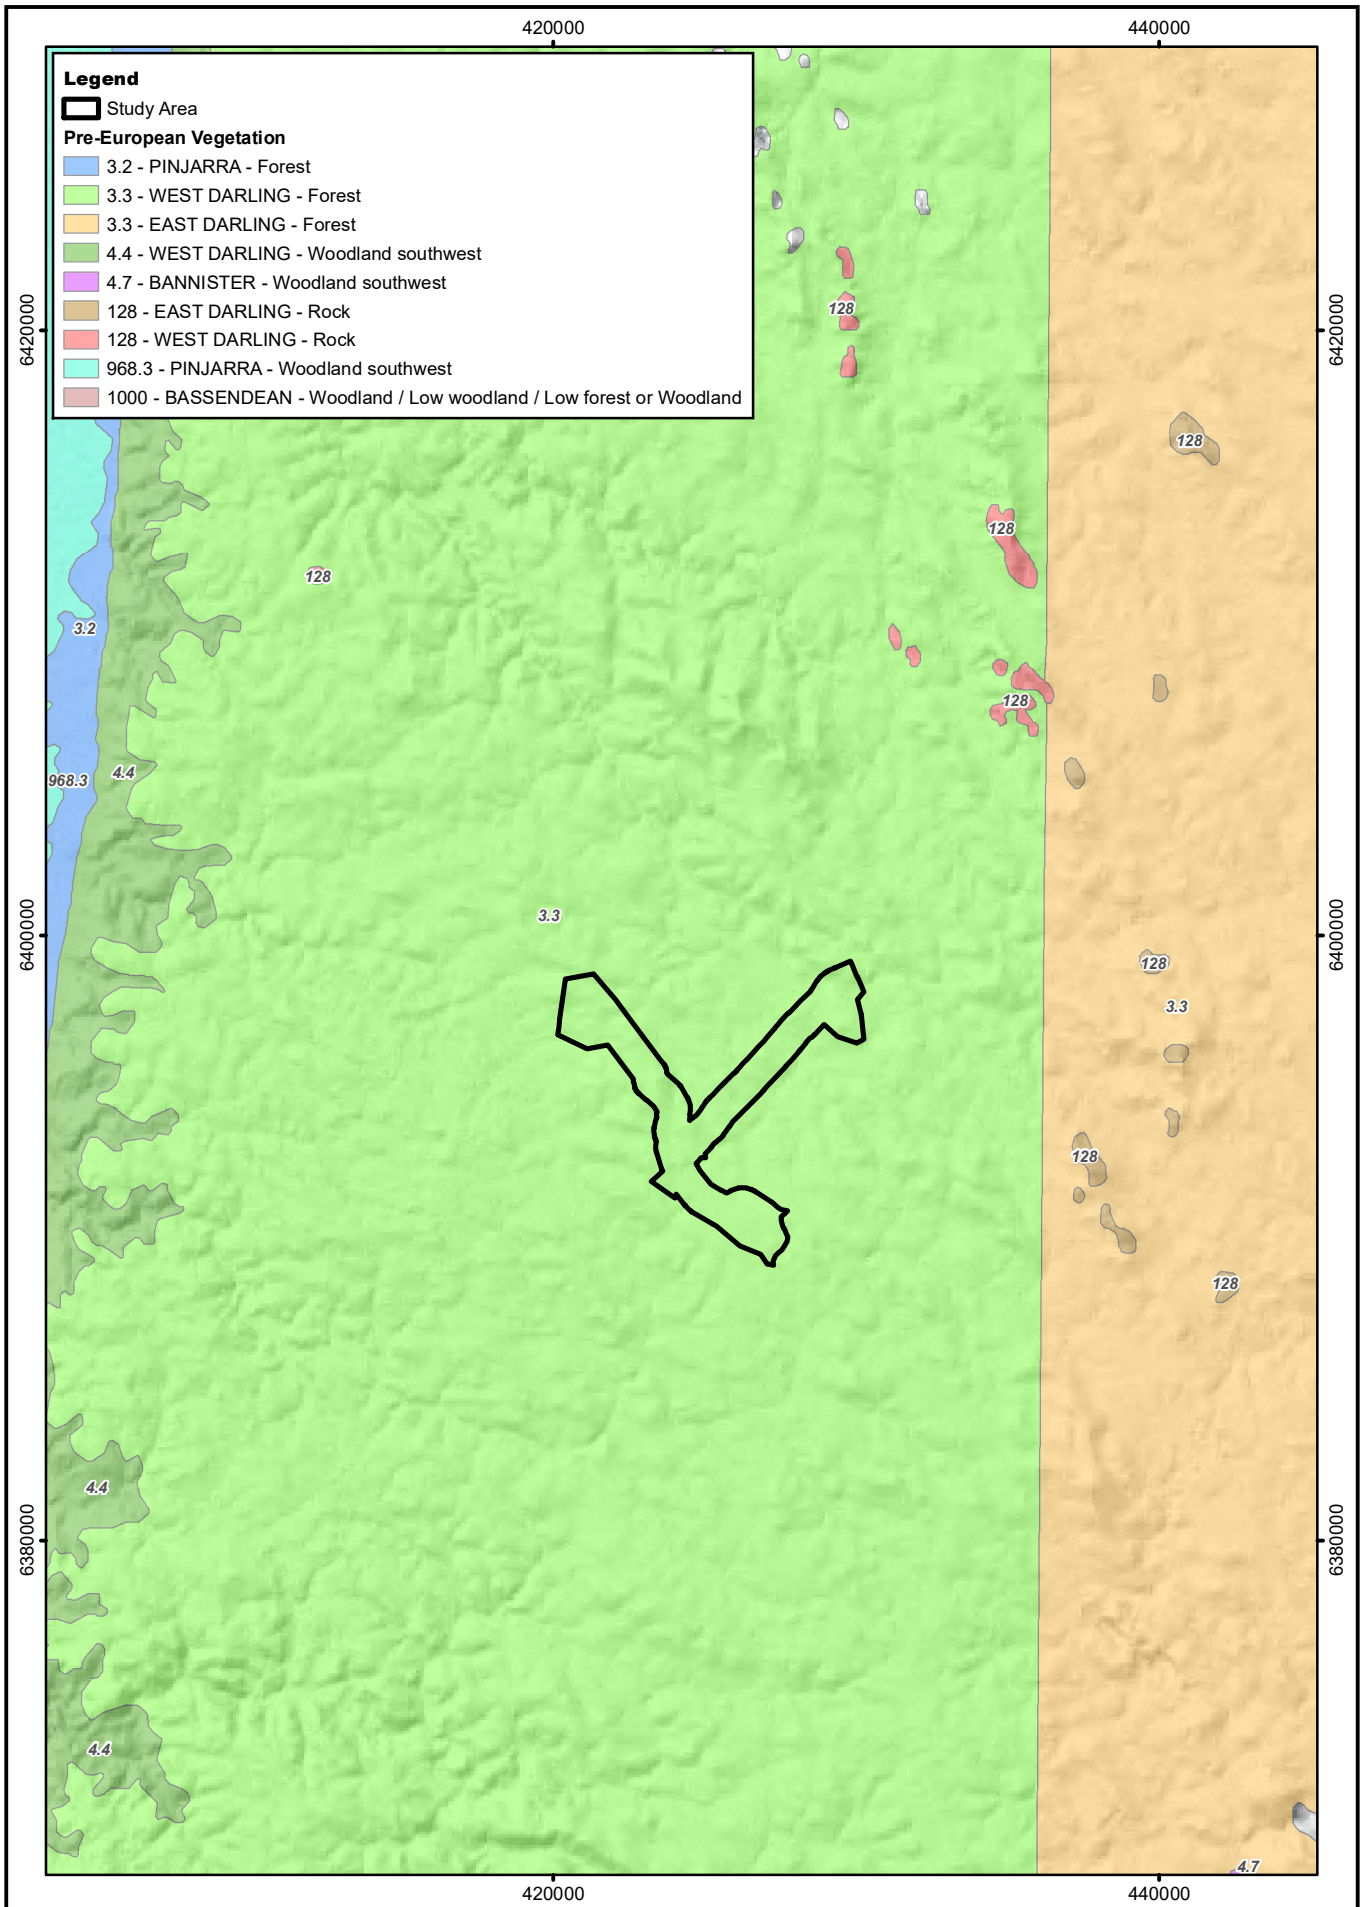 420000
440000
Legend
Study Area
Pre-European Vegetation
3.2 - PINJARRA - Forest
3.3 - WEST DARLING - Forest
3.3 - EAST DARLING - Forest
4.4 - WEST DARLING - Woodland southwest
4.7 - BANNISTER - Woodland southwest
128 - EAST DARLING - Rock
128 - WEST DARLING - Rock
968.3 - PINJARRA - Woodland southwest
1000 - BASSENDEAN - Woodland / Low woodland / Low forest or Woodland
6420000
128
6420000
128
128
128
3.2
128
968.3
4.4
3.3
6400000
6400000
128
3.3
128
128
4.4
6380000
6380000
4.4
4.7
420000
440000